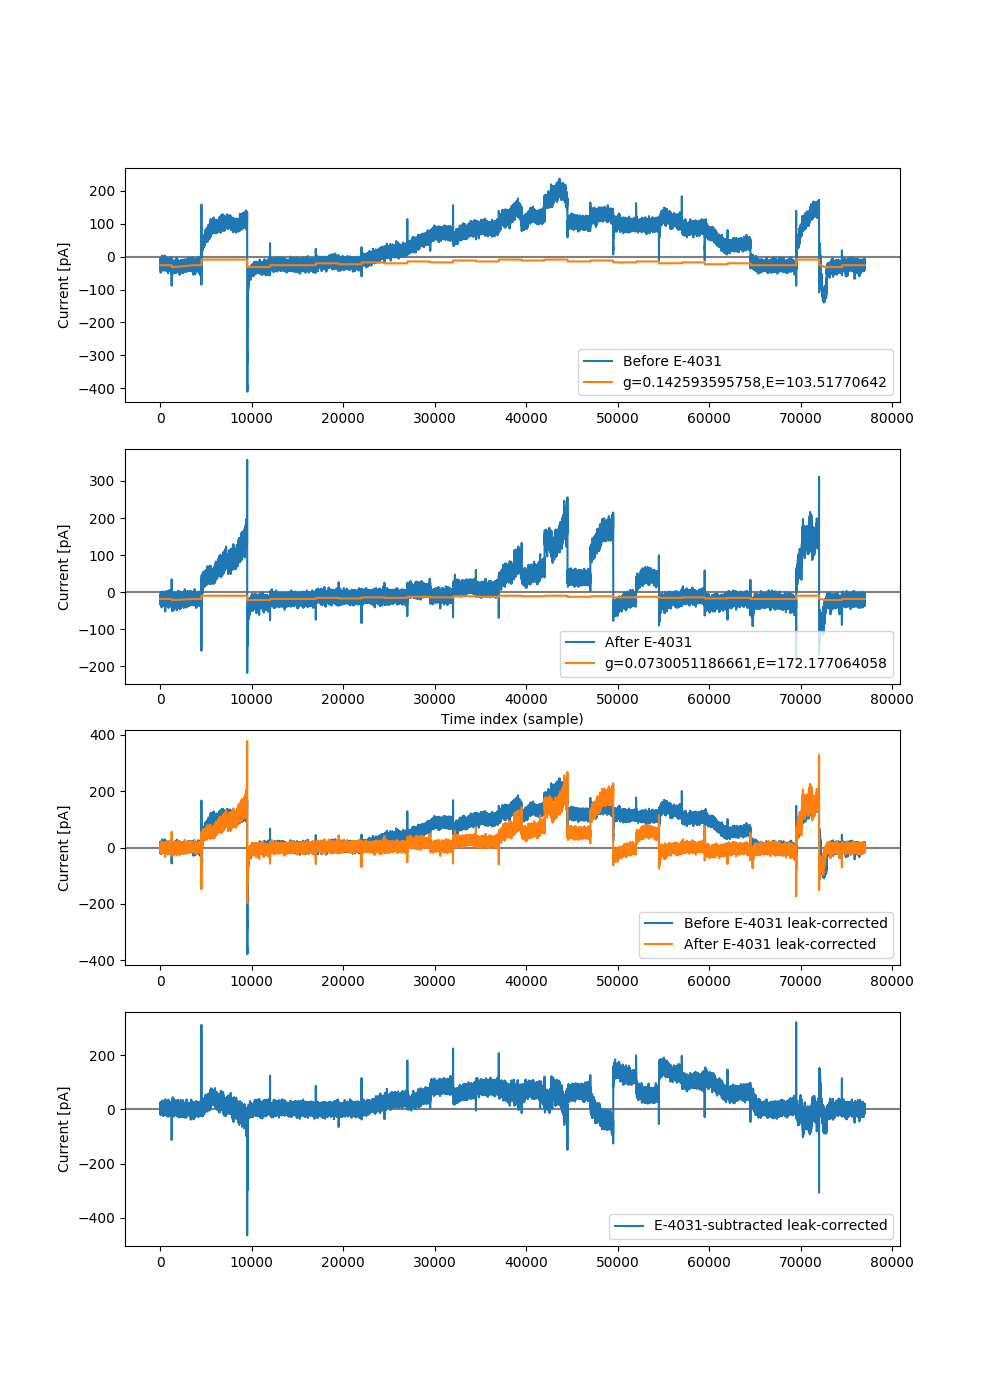 Current [pA]
200
100
0
−100
−200
−300
−400
Before E-4031
g=0.142593595758,E=103.51770642
0 10000 20000 30000 40000 50000 60000 70000 80000
Current [pA]
300
200
100
0
−100
−200
After E-4031
g=0.0730051186661,E=172.177064058
0 10000 20000 30000 40000 50000 60000 70000 80000
Time index (sample)
Current [pA]
400
200
0
−200
−400
Before E-4031 leak-corrected
After E-4031 leak-corrected
0 10000 20000 30000 40000 50000 60000 70000 80000
Current [pA]
200
0
−200
−400
E-4031-subtracted leak-corrected
0 10000 20000 30000 40000 50000 60000 70000 80000